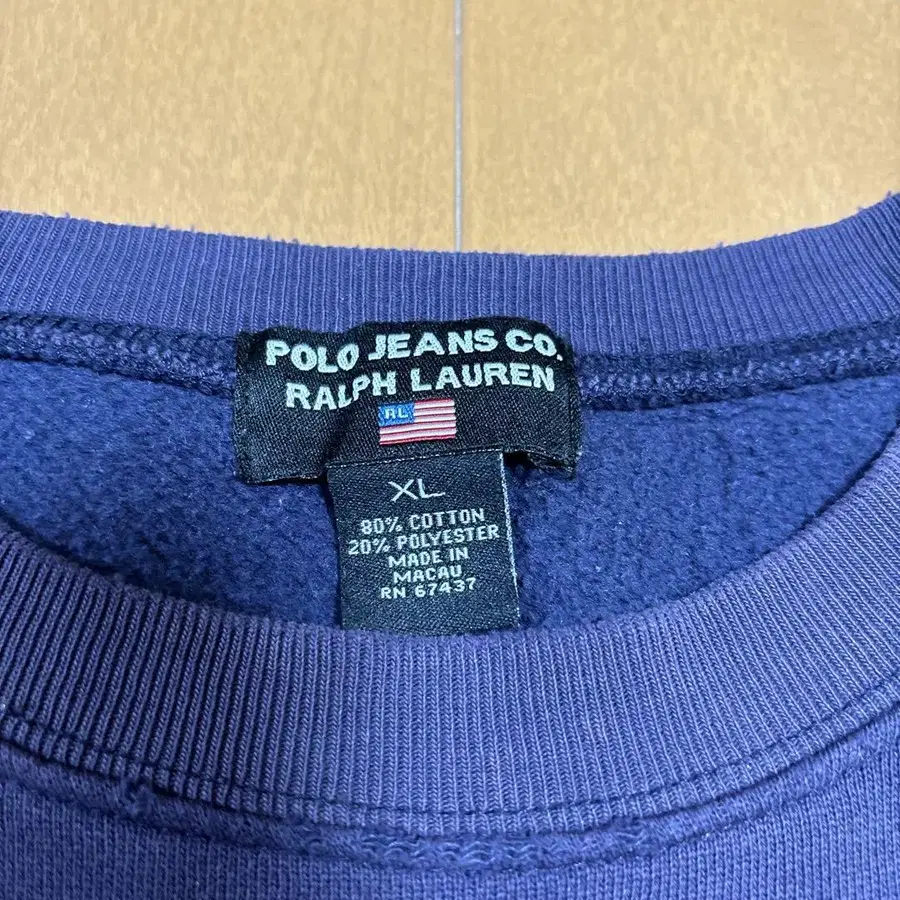 POLO JEANS CO.
RALPH LAUREN
RL
XL
80% COTTON
20% POLYESTER
MADE IN
MACAU
RN 67437